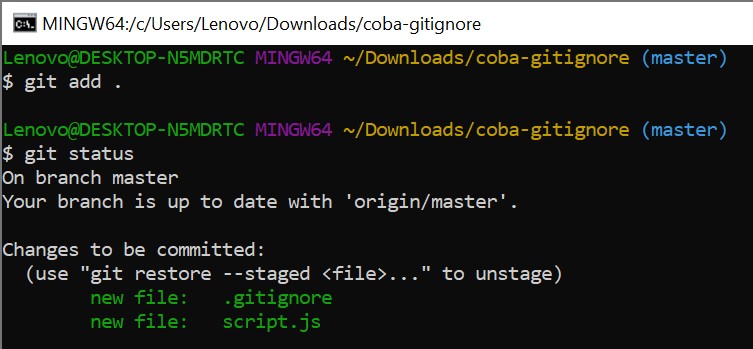 MINGW64:/c/Users/Lenovo/Downloads/coba-gitignore
Lenovo@DESKTOP-N5MDRTC MINGW64 ~/Downloads/coba-gitignore (master)
$ git add .
Lenovo@DESKTOP-N5MDRTC MINGW64 ~/Downloads/coba-gitignore (master)
$ git status
On branch master
Your branch is up to date with 'origin/master'.
Changes to be committed:
  (use "git restore --staged <file>..." to unstage)
        new file:   .gitignore
        new file:   script.js